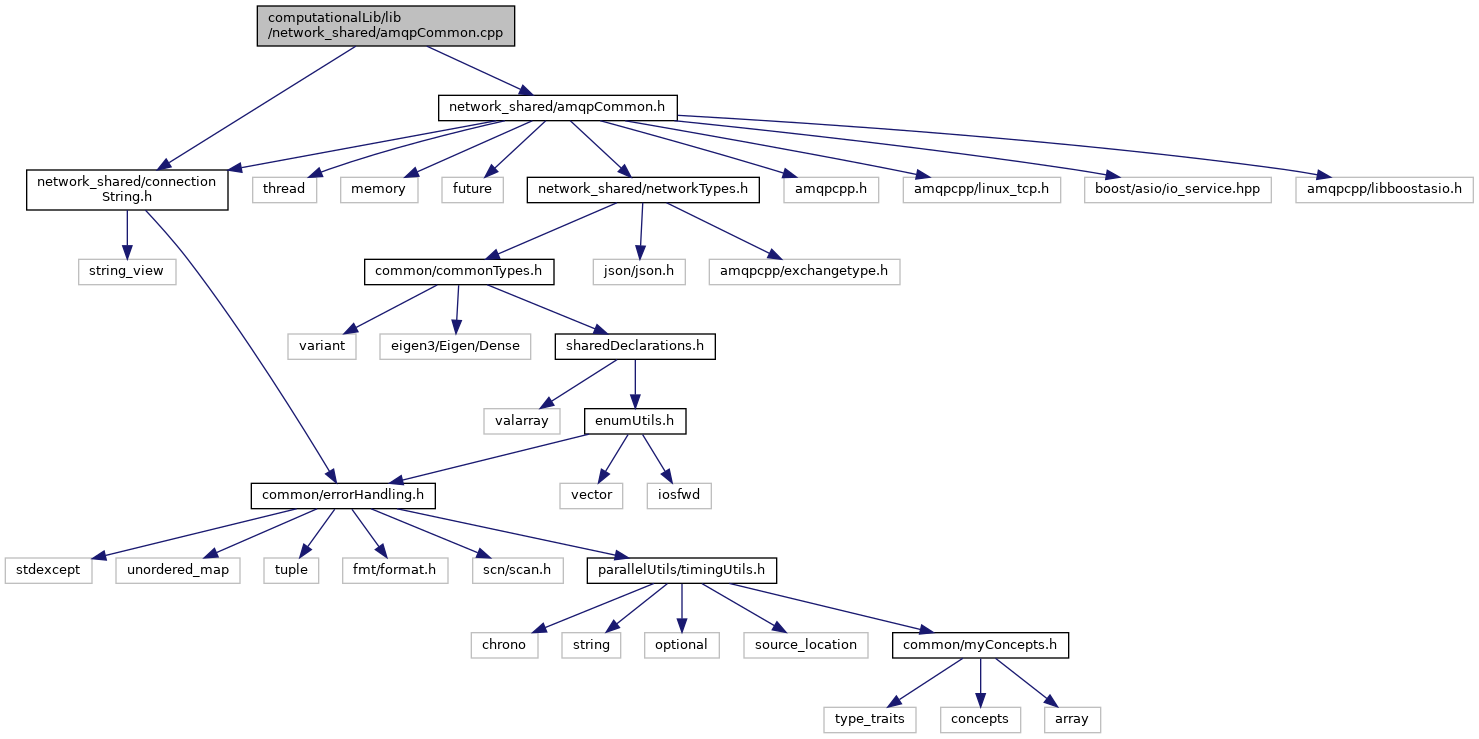 computationalLib/lib
/network_shared/amqpCommon.cpp
network_shared/amqpCommon.h
network_shared/connection
String.h
thread
memory
future
network_shared/networkTypes.h
amqpcpp.h
amqpcpp/linux_tcp.h
boost/asio/io_service.hpp
amqpcpp/libboostasio.h
string_view
common/commonTypes.h
json/json.h
amqpcpp/exchangetype.h
variant
eigen3/Eigen/Dense
sharedDeclarations.h
valarray
enumUtils.h
common/errorHandling.h
vector
iosfwd
stdexcept
unordered_map
tuple
fmt/format.h
scn/scan.h
parallelUtils/timingUtils.h
chrono
string
optional
source_location
common/myConcepts.h
type_traits
concepts
array